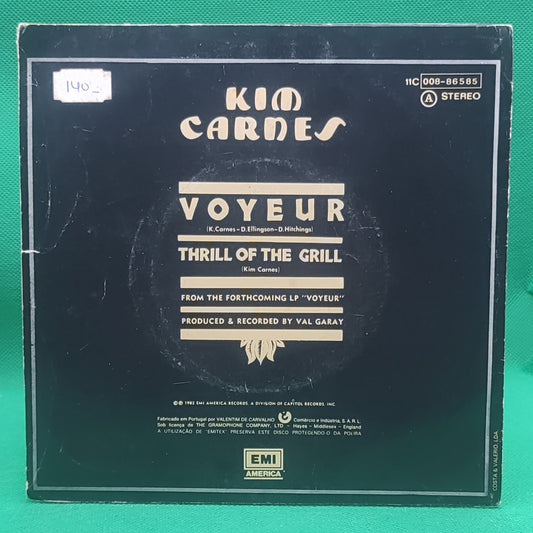 140-
11C 008-86585
A STEREO
KIM
CARNES
VOYEUR
(K.Carnes-D.Ellingson-D.Hitchings)
THRILL OF THE GRILL
(Kim Carnes)
FROM THE FORTHCOMING LP "VOYEUR"
PRODUCED & RECORDED BY VAL GARAY
©℗ 1982 EMI AMERICA RECORDS, A DIVISION OF CAPITOL RECORDS, INC
Fabricado em Portugal por VALENTIM DE CARVALHO Comércio e Indústria, S.A.R.L.
Sob licença de THE GRAMOPHONE COMPANY, LTD - Hayes - Middlesex - England
A UTILIZAÇÃO DE "EMITEX" PRESERVA ESTE DISCO PROTEGENDO-O DA POEIRA
EMI
AMERICA
COSTA & VALERIO, LDA.